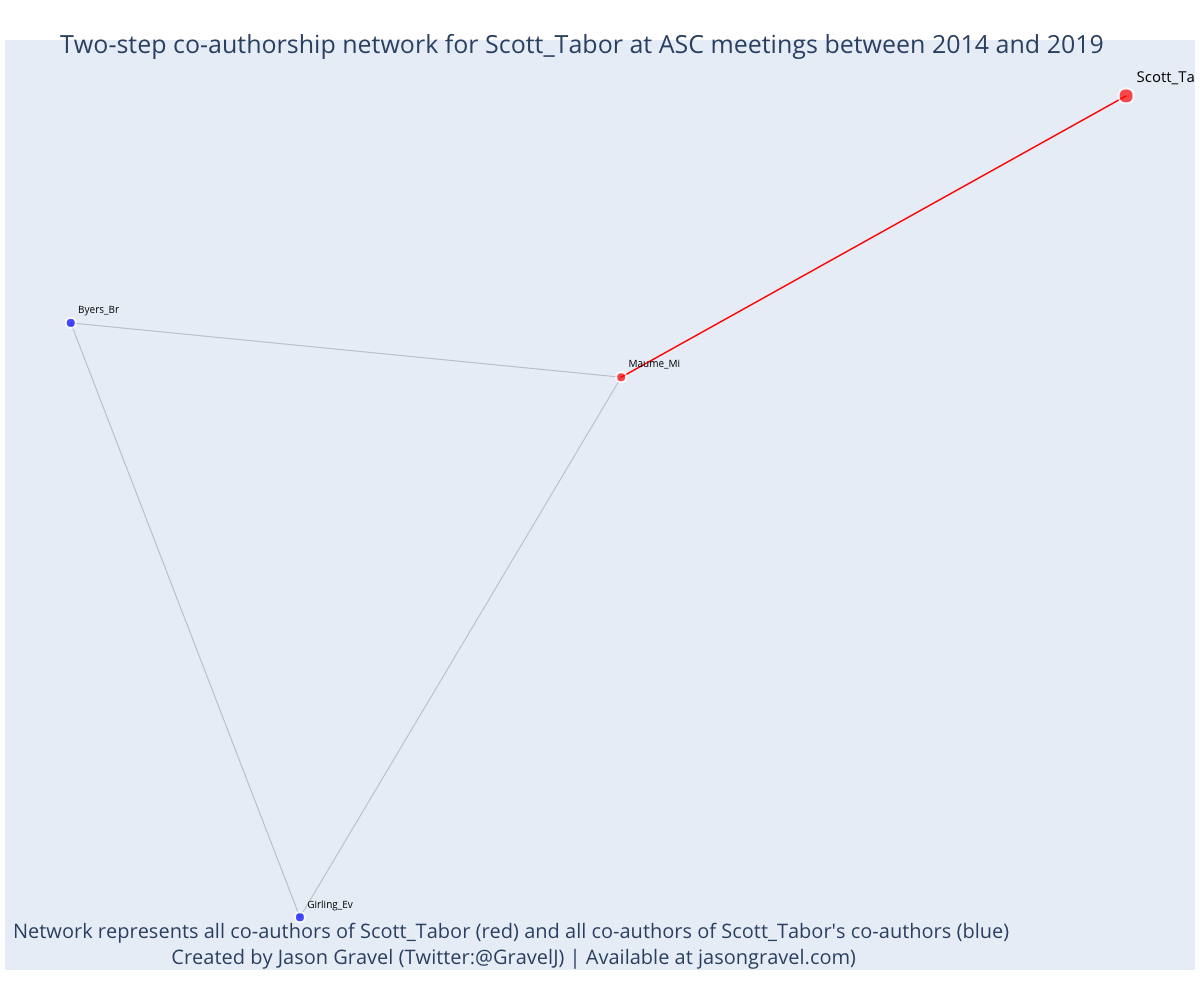 Two-step co-authorship network for Scott_Tabor at ASC meetings between 2014 and 2019
Scott_Ta
Byers_Br
Maume_Mi
Girling_Ev
Network represents all co-authors of Scott_Tabor (red) and all co-authors of Scott_Tabor's co-authors (blue)
Created by Jason Gravel (Twitter:@GravelJ) | Available at jasongravel.com)